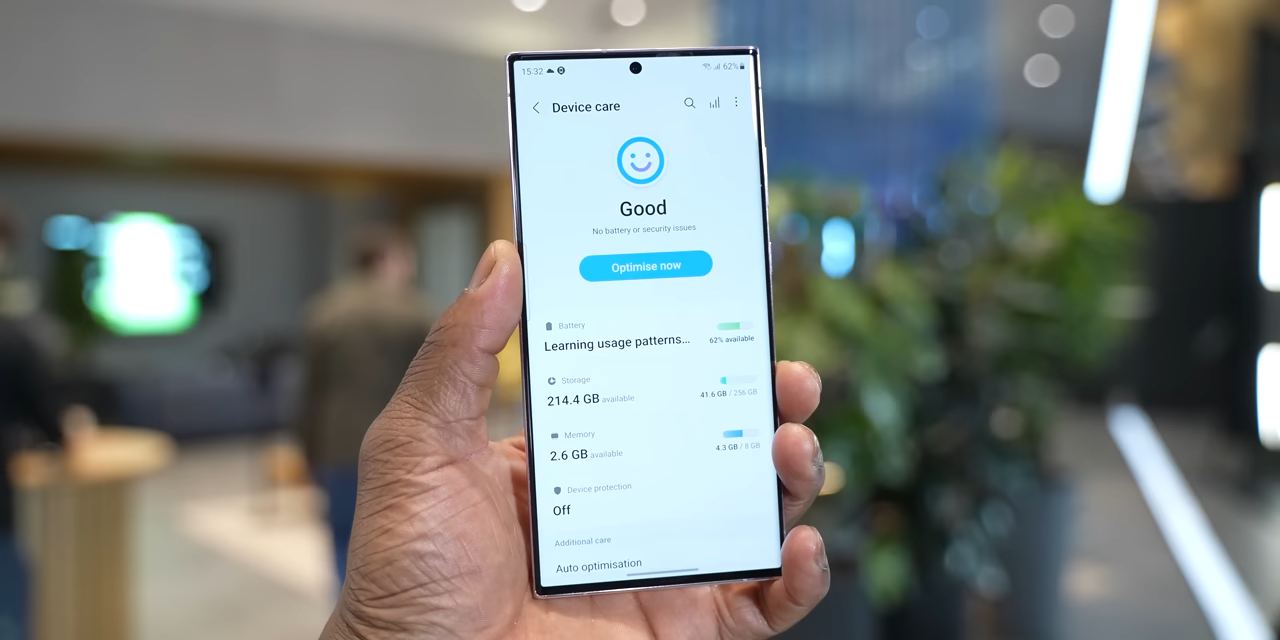 15:32 62%
Device care
Good
No battery or security issues
Optimise now
Battery
Learning usage patterns...
62% available
Storage
214.4 GB available
41.6 GB / 256 GB
Memory
2.6 GB available
4.3 GB / 8 GB
Device protection
Off
Additional care
Auto optimisation